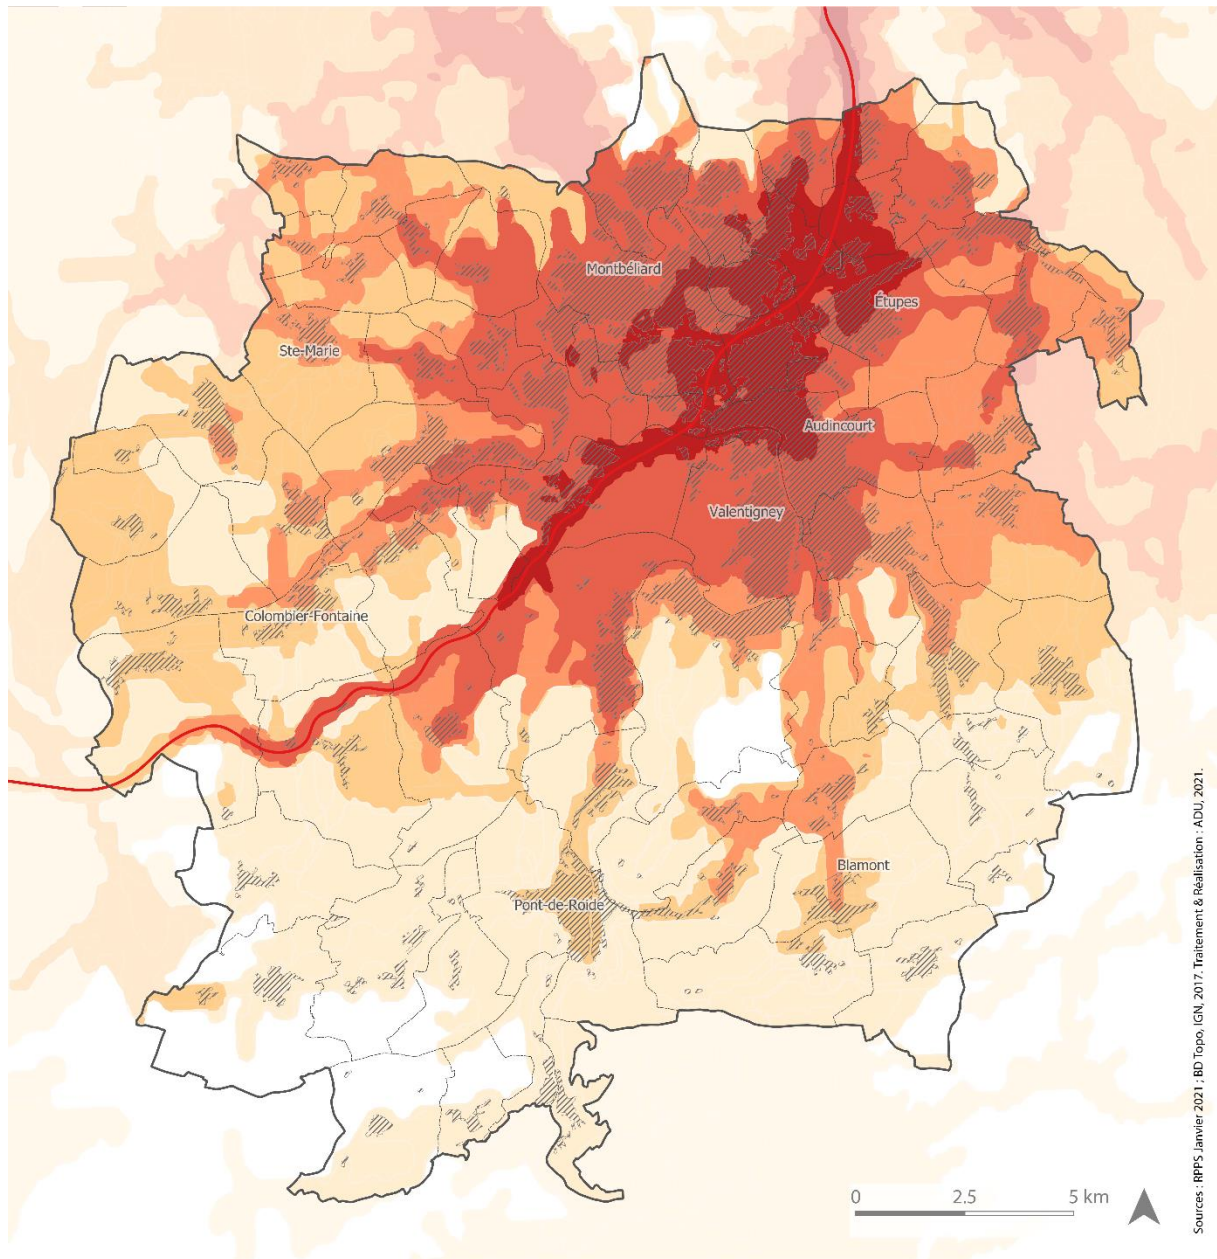 Montbéliard
Étupes
Ste-Marie
Audincourt
Valentigney
Colombier-Fontaine
Blamont
Pont-de-Roide
0 2.5 5 km
Sources : RPPS Janvier 2021 ; BD Topo, IGN, 2017. Traitement & Réalisation : ADU, 2021.